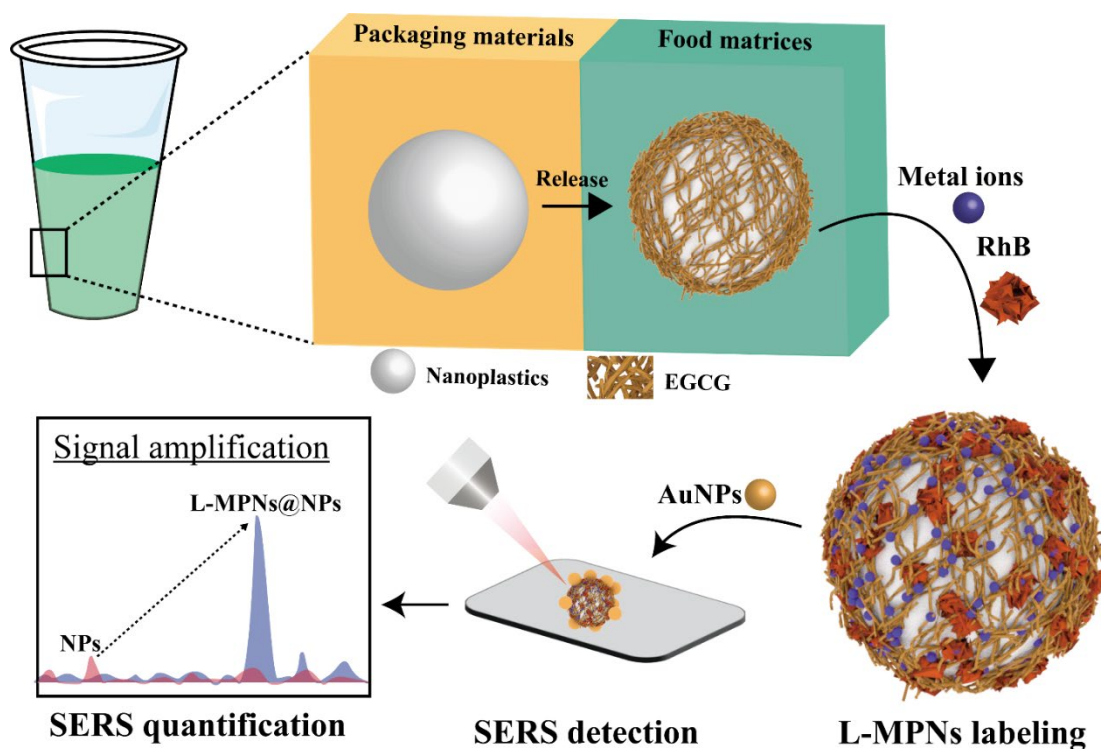 Packaging materials
Food matrices
Release
Metal ions
RhB
Nanoplastics
EGCG
Signal amplification
L-MPNs@NPs
NPs
AuNPs
SERS quantification
SERS detection
L-MPNs labeling